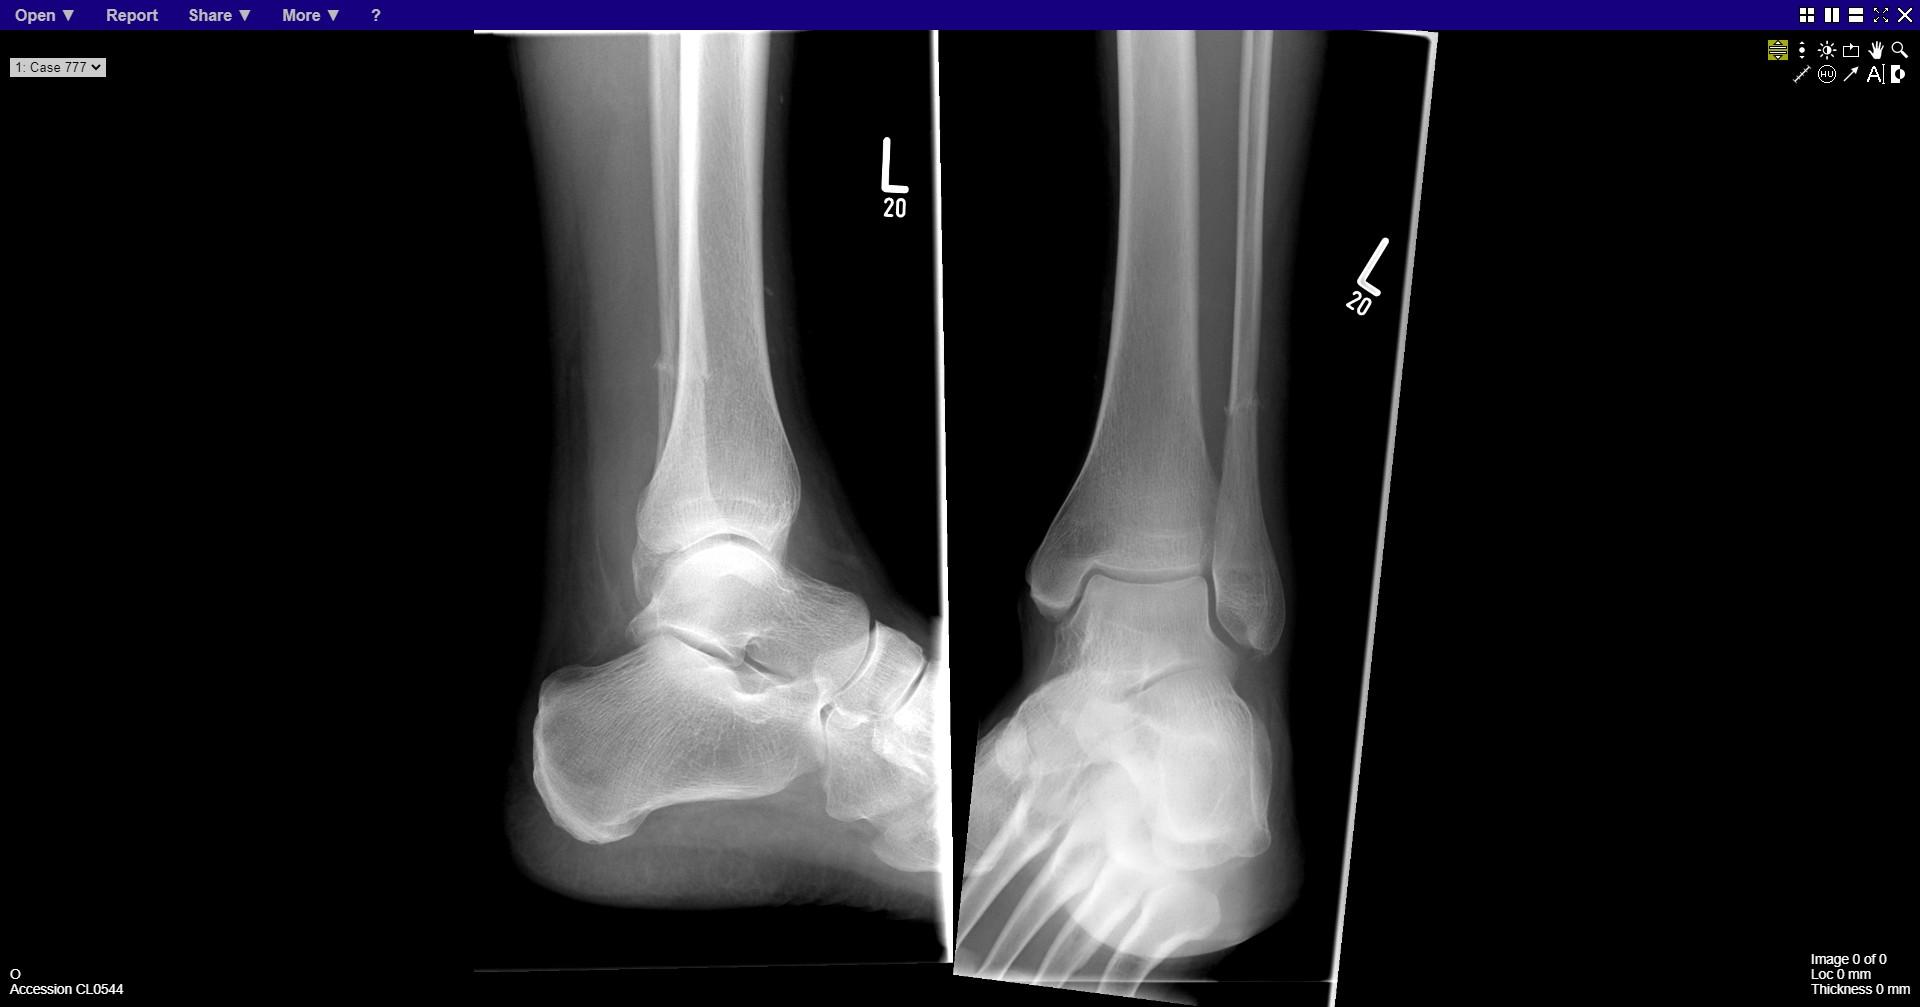 Open ▼ Report Share ▼ More ▼ ?
1: Case 777
L
20
L
20
O
Accession CL0544
Image 0 of 0
Loc 0 mm
Thickness 0 mm
HU
A